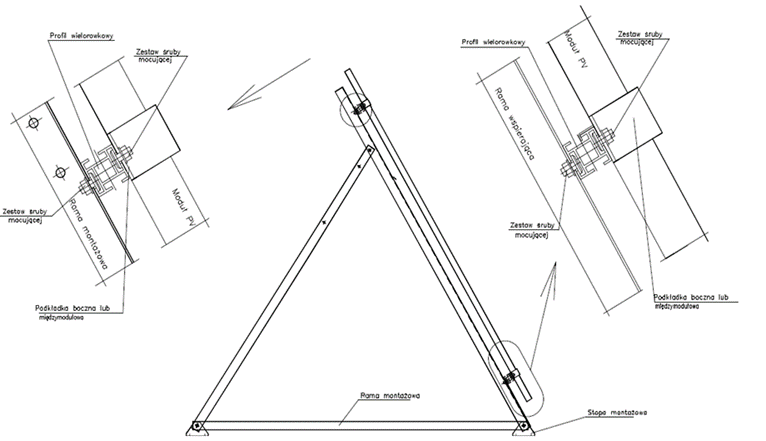 Profil wielorowkowy
Zestaw śruby
mocującej
Zestaw śruby
mocującej
Rama montażowa
Moduł PV
Podkładka boczna lub
międzymodułowa
Profil wielorowkowy
Zestaw śruby
mocującej
Moduł PV
Rama wspierająca
Zestaw śruby
mocującej
Podkładka boczna lub
międzymodułowa
Rama montażowa
Stopa montażowa